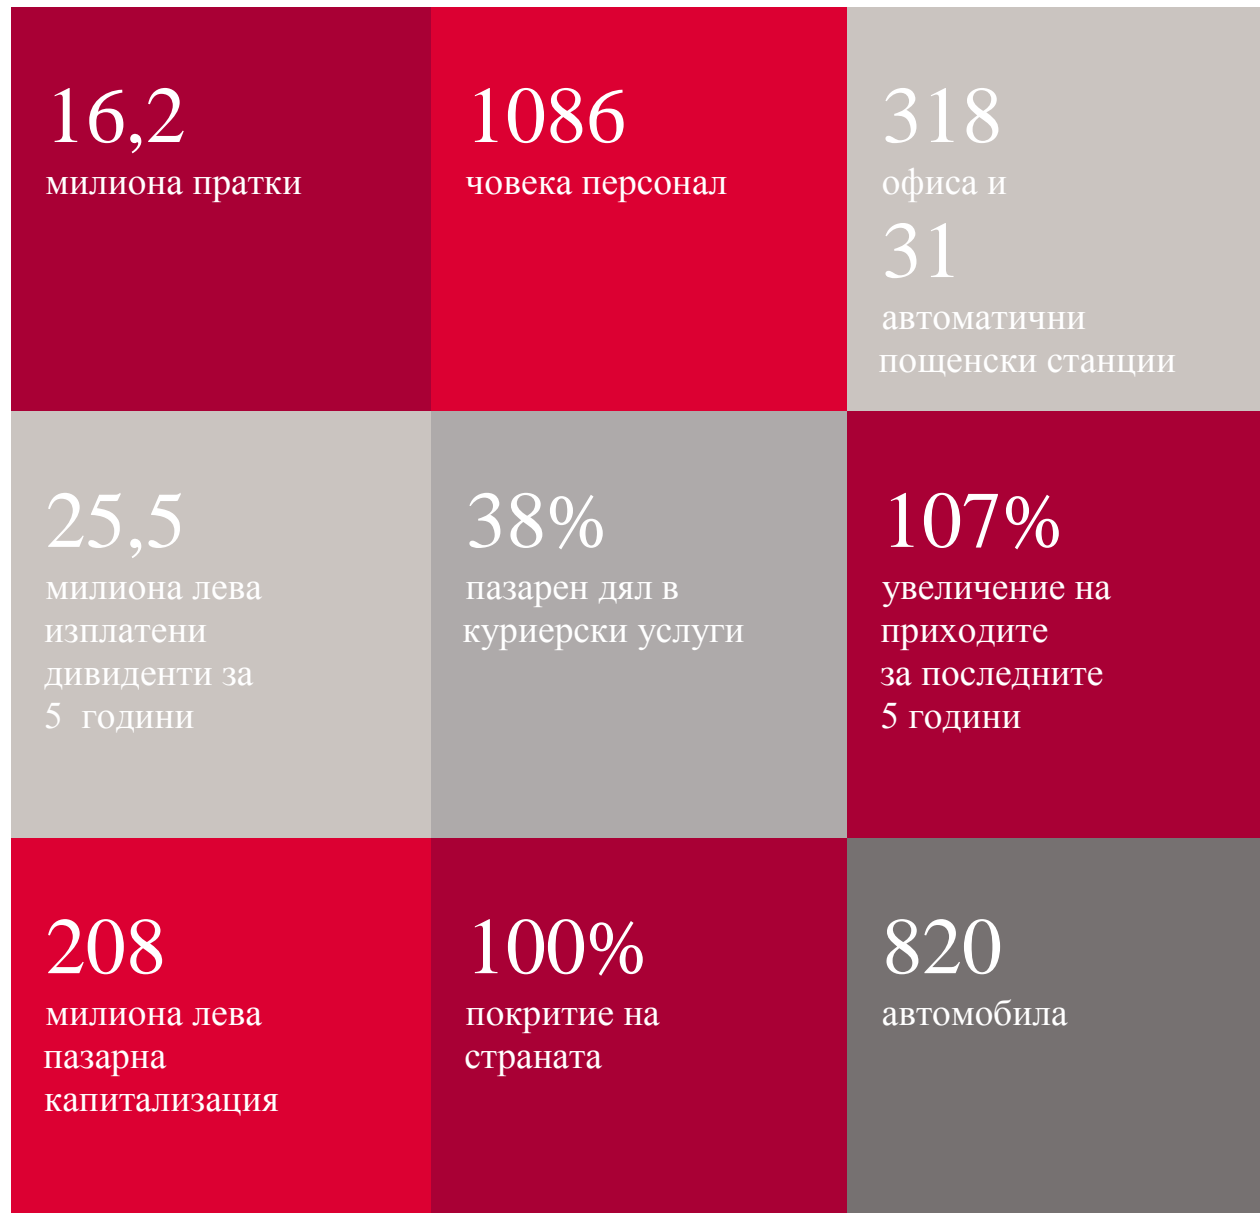 16,2
милиона пратки
1086
човека персонал
318
офиса и
31
автоматични
пощенски станции
25,5
милиона лева
изплатени
дивиденти за
5  години
38%
пазарен дял в
куриерски услуги
107%
увеличение на
приходите
за последните
5 години
208
милиона лева
пазарна
капитализация
100%
покритие на
страната
820
автомобила